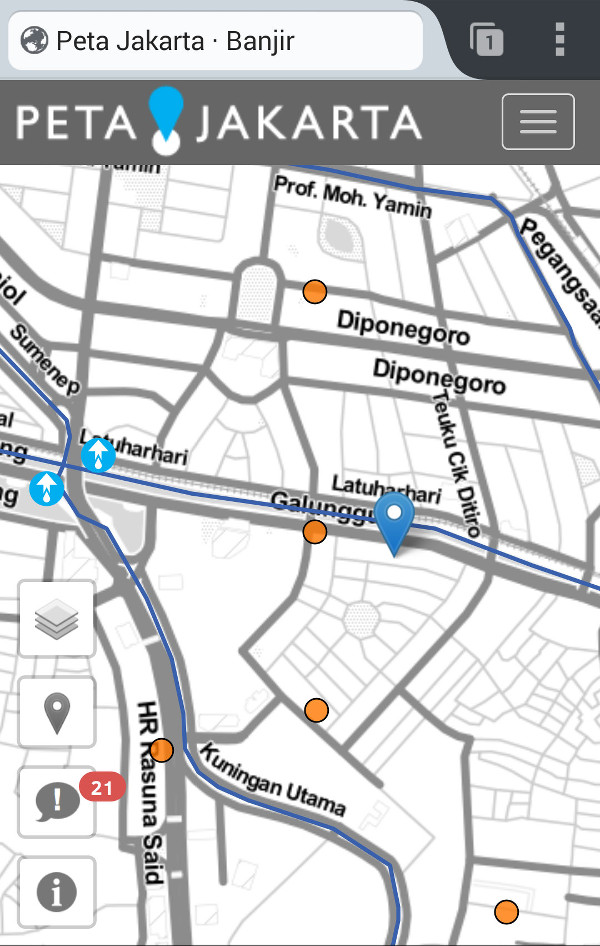 Peta Jakarta · Banjir
1
PETA JAKARTA
Yamin
Prof. Moh. Yamin
Pegangsaa
Diponegoro
Diponegoro
Teuku Cik Ditiro
Sumenep
Latuharhari
Latuharhari
Galunggu
HR Rasuna Said
Kuningan Utama
21